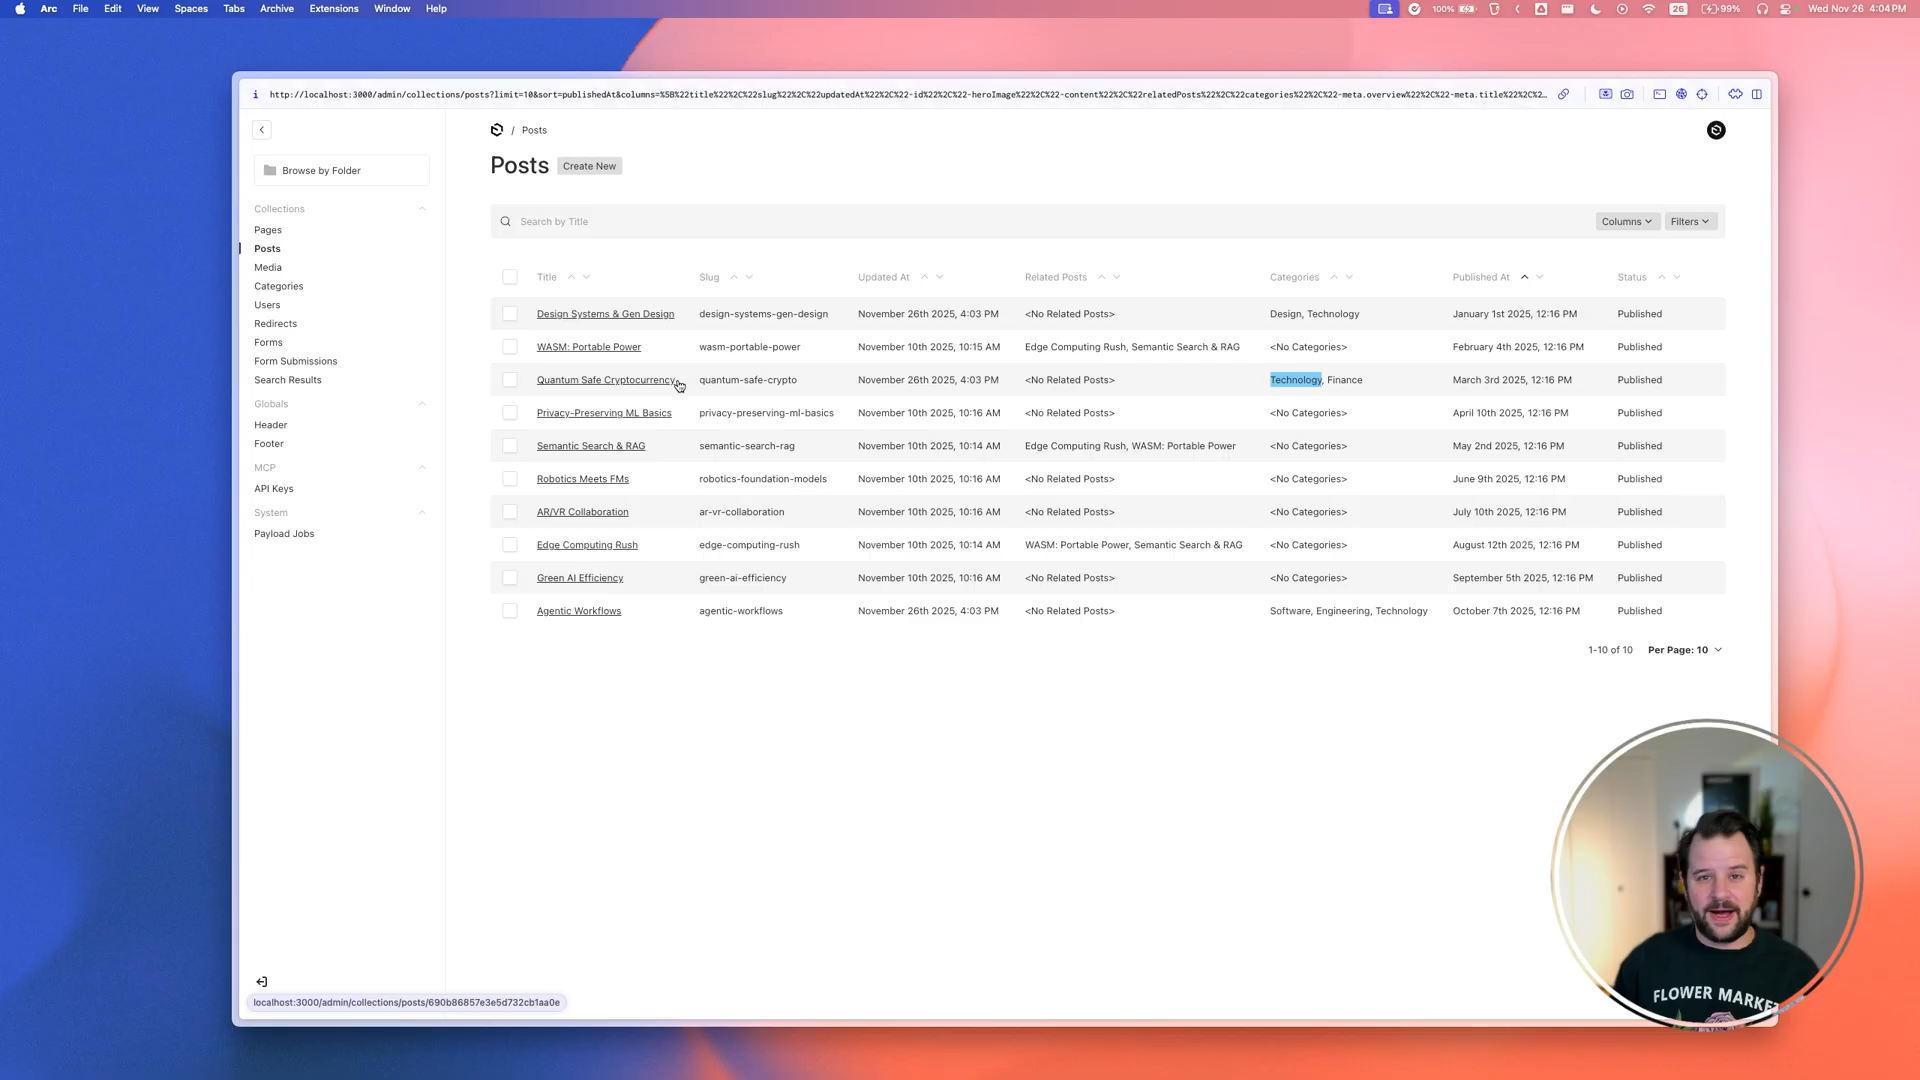 Arc File Edit View Spaces Tabs Archive Extensions Window Help 100% 26 99% Wed Nov 26 4:04 PM
http://localhost:3000/admin/collections/posts?limit=10&sort=publishedAt&columns=%5B%22title%22%2C%22slug%22%2C%22updatedAt%22%2C%22-id%22%2C%22-heroImage%22%2C%22-content%22%2C%22relatedPosts%22%2C%22categories%22%2C%22-meta.overview%22%2C%22-meta.title%22%2C%2...
/ Posts
Posts Create New
Browse by Folder
Collections
Pages
Posts
Media
Categories
Users
Redirects
Forms
Form Submissions
Search Results
Globals
Header
Footer
MCP
API Keys
System
Payload Jobs
Search by Title Columns Filters
Title Slug Updated At Related Posts Categories Published At Status
Design Systems & Gen Design design-systems-gen-design November 26th 2025, 4:03 PM <No Related Posts> Design, Technology January 1st 2025, 12:16 PM Published
WASM: Portable Power wasm-portable-power November 10th 2025, 10:15 AM Edge Computing Rush, Semantic Search & RAG <No Categories> February 4th 2025, 12:16 PM Published
Quantum Safe Cryptocurrency quantum-safe-crypto November 26th 2025, 4:03 PM <No Related Posts> Technology, Finance March 3rd 2025, 12:16 PM Published
Privacy-Preserving ML Basics privacy-preserving-ml-basics November 10th 2025, 10:16 AM <No Related Posts> <No Categories> April 10th 2025, 12:16 PM Published
Semantic Search & RAG semantic-search-rag November 10th 2025, 10:14 AM Edge Computing Rush, WASM: Portable Power <No Categories> May 2nd 2025, 12:16 PM Published
Robotics Meets FMs robotics-foundation-models November 10th 2025, 10:16 AM <No Related Posts> <No Categories> June 9th 2025, 12:16 PM Published
AR/VR Collaboration ar-vr-collaboration November 10th 2025, 10:16 AM <No Related Posts> <No Categories> July 10th 2025, 12:16 PM Published
Edge Computing Rush edge-computing-rush November 10th 2025, 10:14 AM WASM: Portable Power, Semantic Search & RAG <No Categories> August 12th 2025, 12:16 PM Published
Green AI Efficiency green-ai-efficiency November 10th 2025, 10:16 AM <No Related Posts> <No Categories> September 5th 2025, 12:16 PM Published
Agentic Workflows agentic-workflows November 26th 2025, 4:03 PM <No Related Posts> Software, Engineering, Technology October 7th 2025, 12:16 PM Published
1-10 of 10 Per Page: 10
localhost:3000/admin/collections/posts/690b86857e3e5d732cb1aa0e
FLOWER MARKET